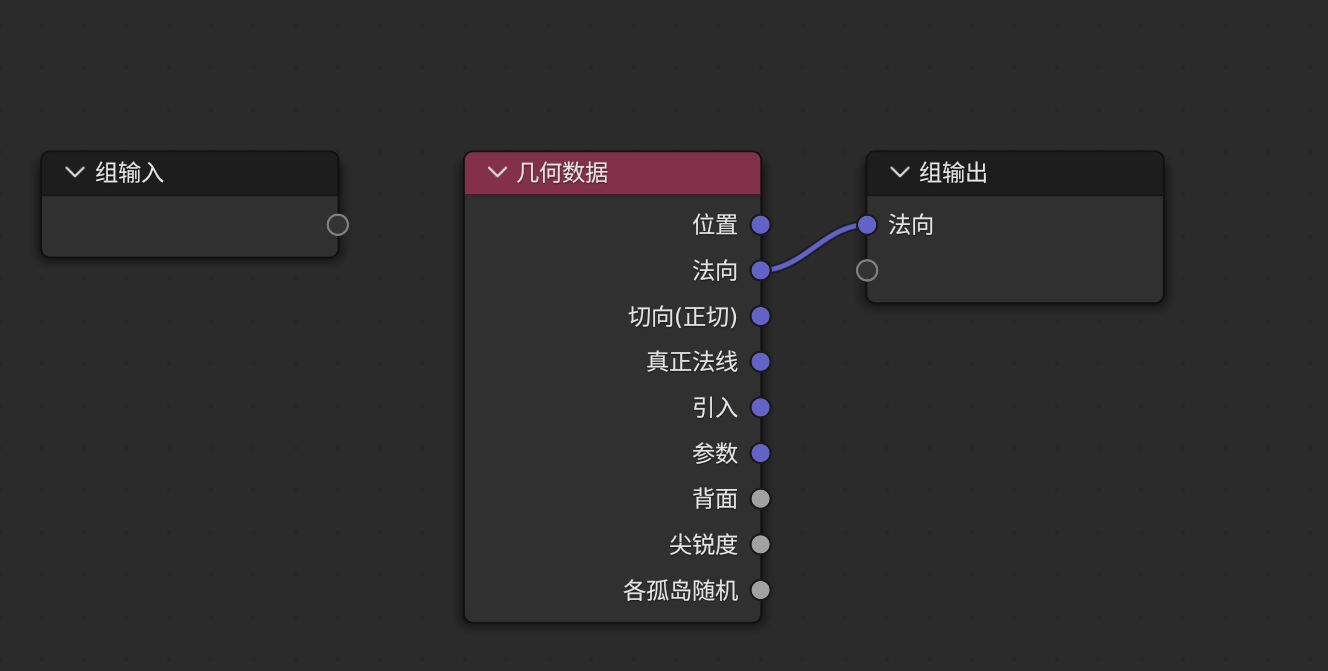 组输入
几何数据
位置
法向
切向(正切)
真正法线
引入
参数
背面
尖锐度
各孤岛随机
组输出
法向